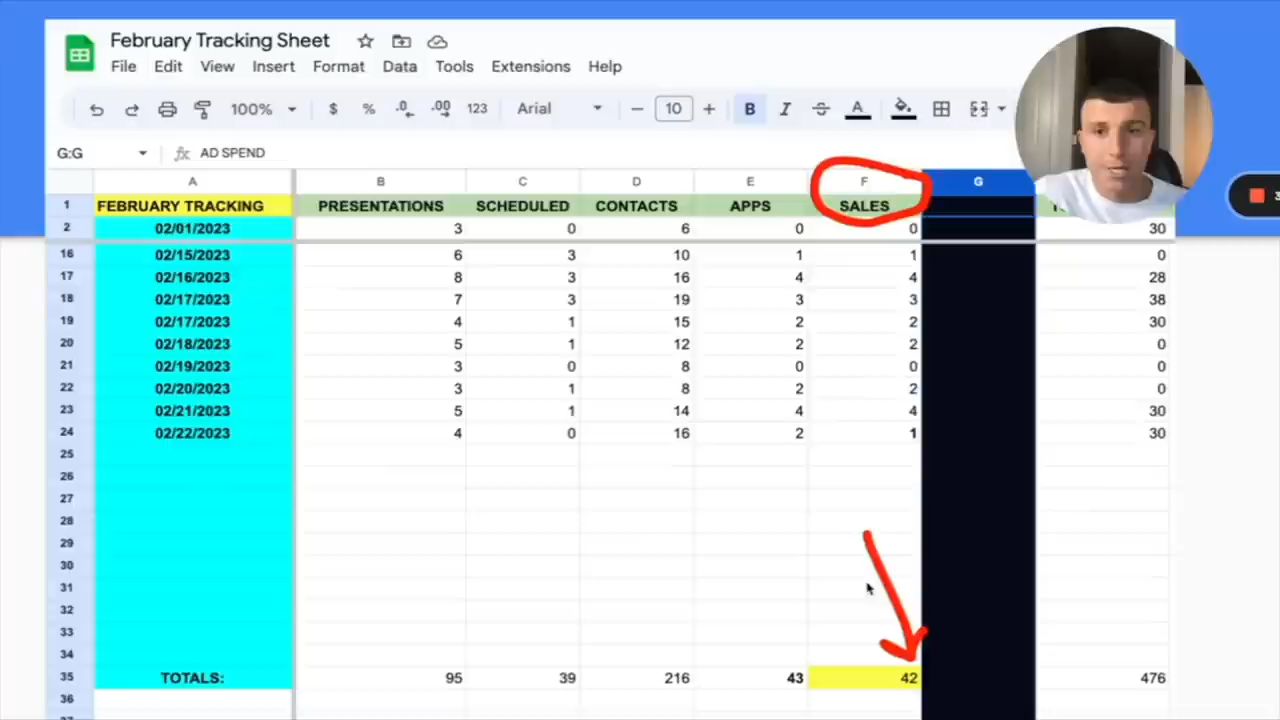 February Tracking Sheet
File Edit View Insert Format Data Tools Extensions Help
100% $ % .0 .00 123 Arial 10 B I A
G:G fx AD SPEND
A B C D E F G
1 FEBRUARY TRACKING PRESENTATIONS SCHEDULED CONTACTS APPS SALES
2 02/01/2023 3 0 6 0 0 30
16 02/15/2023 6 3 10 1 1 0
17 02/16/2023 8 3 16 4 4 28
18 02/17/2023 7 3 19 3 3 38
19 02/17/2023 4 1 15 2 2 30
20 02/18/2023 5 1 12 2 2 0
21 02/19/2023 3 0 8 0 0 0
22 02/20/2023 3 1 8 2 2 0
23 02/21/2023 5 1 14 4 4 30
24 02/22/2023 4 0 16 2 1 30
25
26
27
28
29
30
31
32
33
34
35 TOTALS: 95 39 216 43 42 476
36